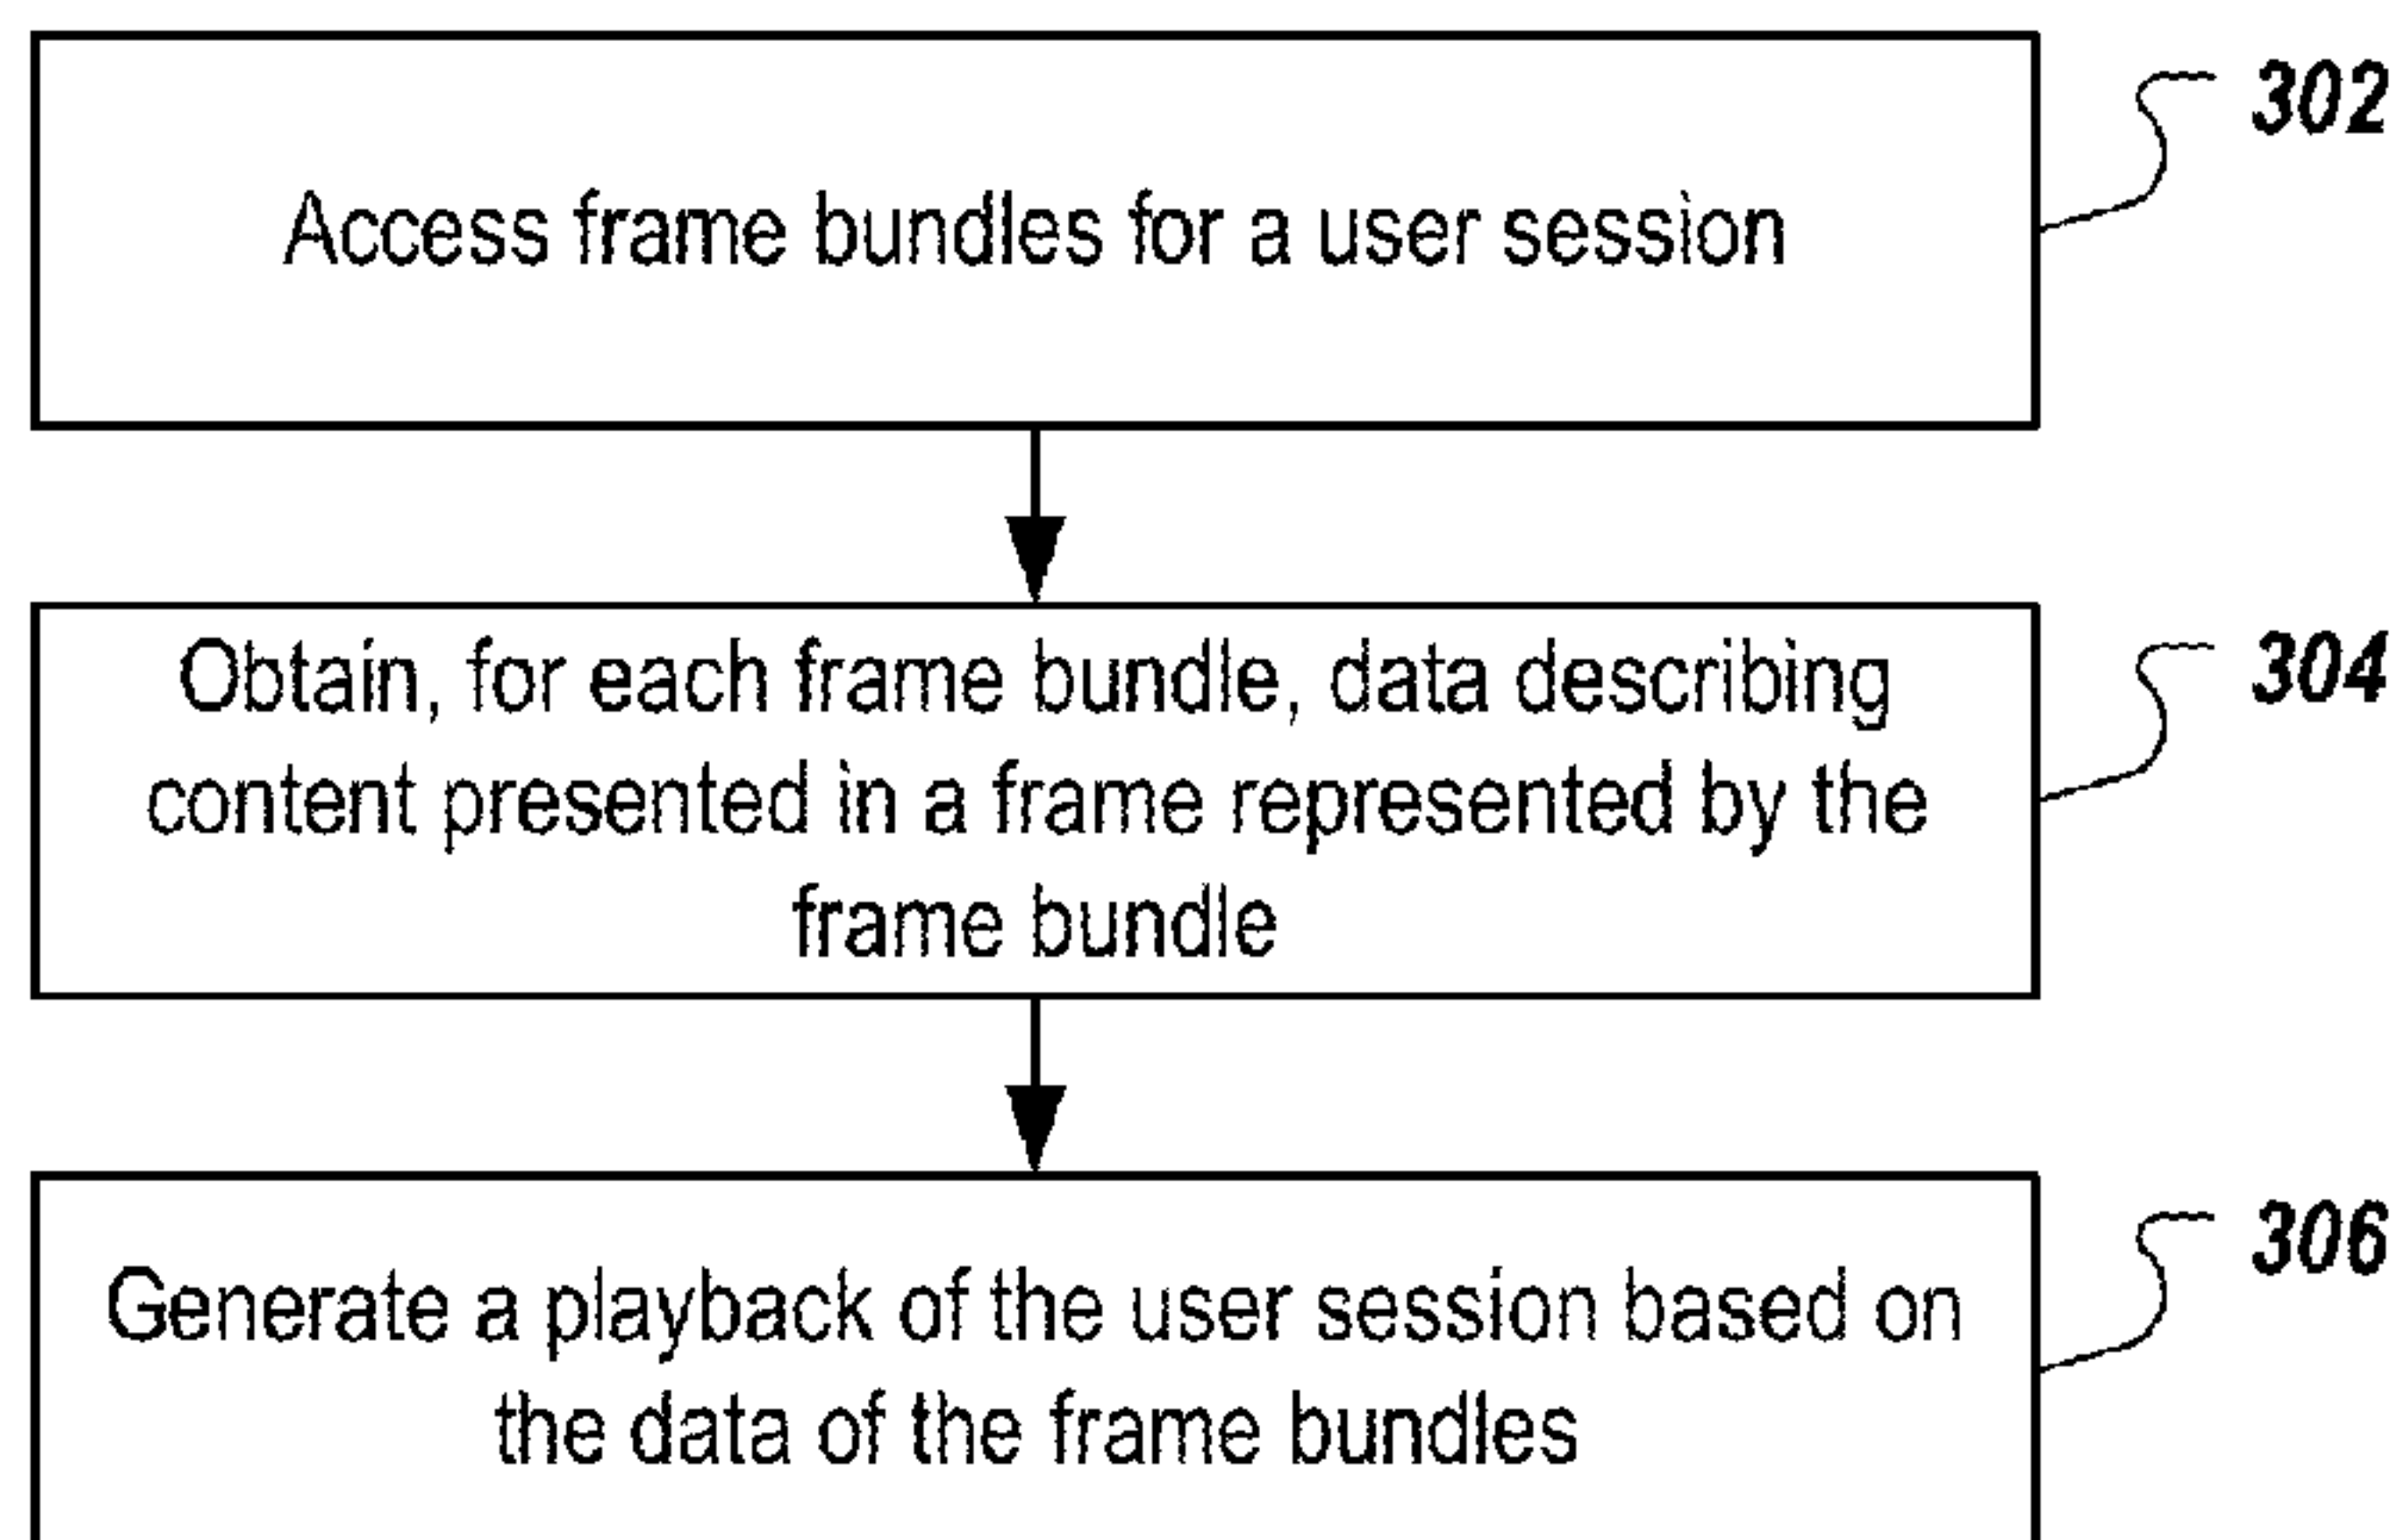 Access frame bundles for a user session
302
Obtain, for each frame bundle, data describing
content presented in a frame represented by the
frame bundle
304
Generate a playback of the user session based on
the data of the frame bundles
306